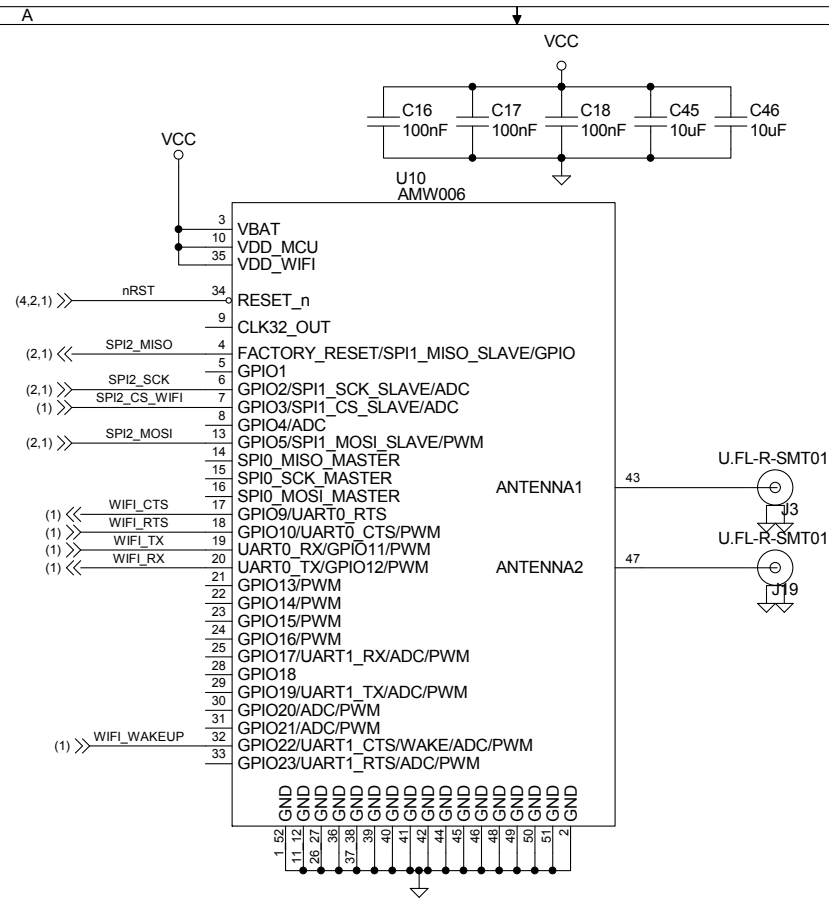 A
VCC
C16
100nF
C17
100nF
C18
100nF
C45
10uF
C46
10uF
VCC
U10
AMW006
3 VBAT
10 VDD_MCU
35 VDD_WIFI
(4,2,1) nRST 34 RESET_n
9 CLK32_OUT
(2,1) SPI2_MISO 4 FACTORY_RESET/SPI1_MISO_SLAVE/GPIO
5 GPIO1
(2,1) SPI2_SCK 6 GPIO2/SPI1_SCK_SLAVE/ADC
(1) SPI2_CS_WIFI 7 GPIO3/SPI1_CS_SLAVE/ADC
8 GPIO4/ADC
(2,1) SPI2_MOSI 13 GPIO5/SPI1_MOSI_SLAVE/PWM
14 SPI0_MISO_MASTER
15 SPI0_SCK_MASTER
16 SPI0_MOSI_MASTER
(1) WIFI_CTS 17 GPIO9/UART0_RTS
(1) WIFI_RTS 18 GPIO10/UART0_CTS/PWM
(1) WIFI_TX 19 UART0_RX/GPIO11/PWM
(1) WIFI_RX 20 UART0_TX/GPIO12/PWM
21 GPIO13/PWM
22 GPIO14/PWM
23 GPIO15/PWM
24 GPIO16/PWM
25 GPIO17/UART1_RX/ADC/PWM
28 GPIO18
29 GPIO19/UART1_TX/ADC/PWM
30 GPIO20/ADC/PWM
31 GPIO21/ADC/PWM
(1) WIFI_WAKEUP 32 GPIO22/UART1_CTS/WAKE/ADC/PWM
33 GPIO23/UART1_RTS/ADC/PWM
ANTENNA1 43
U.FL-R-SMT01
J3
ANTENNA2 47
U.FL-R-SMT01
J19
GND GND GND GND GND GND GND GND GND GND GND GND GND GND GND GND GND
1_52 11_12 26_27 36 37_38 39 40 41 42 44 45 46 48 49 50 51 2